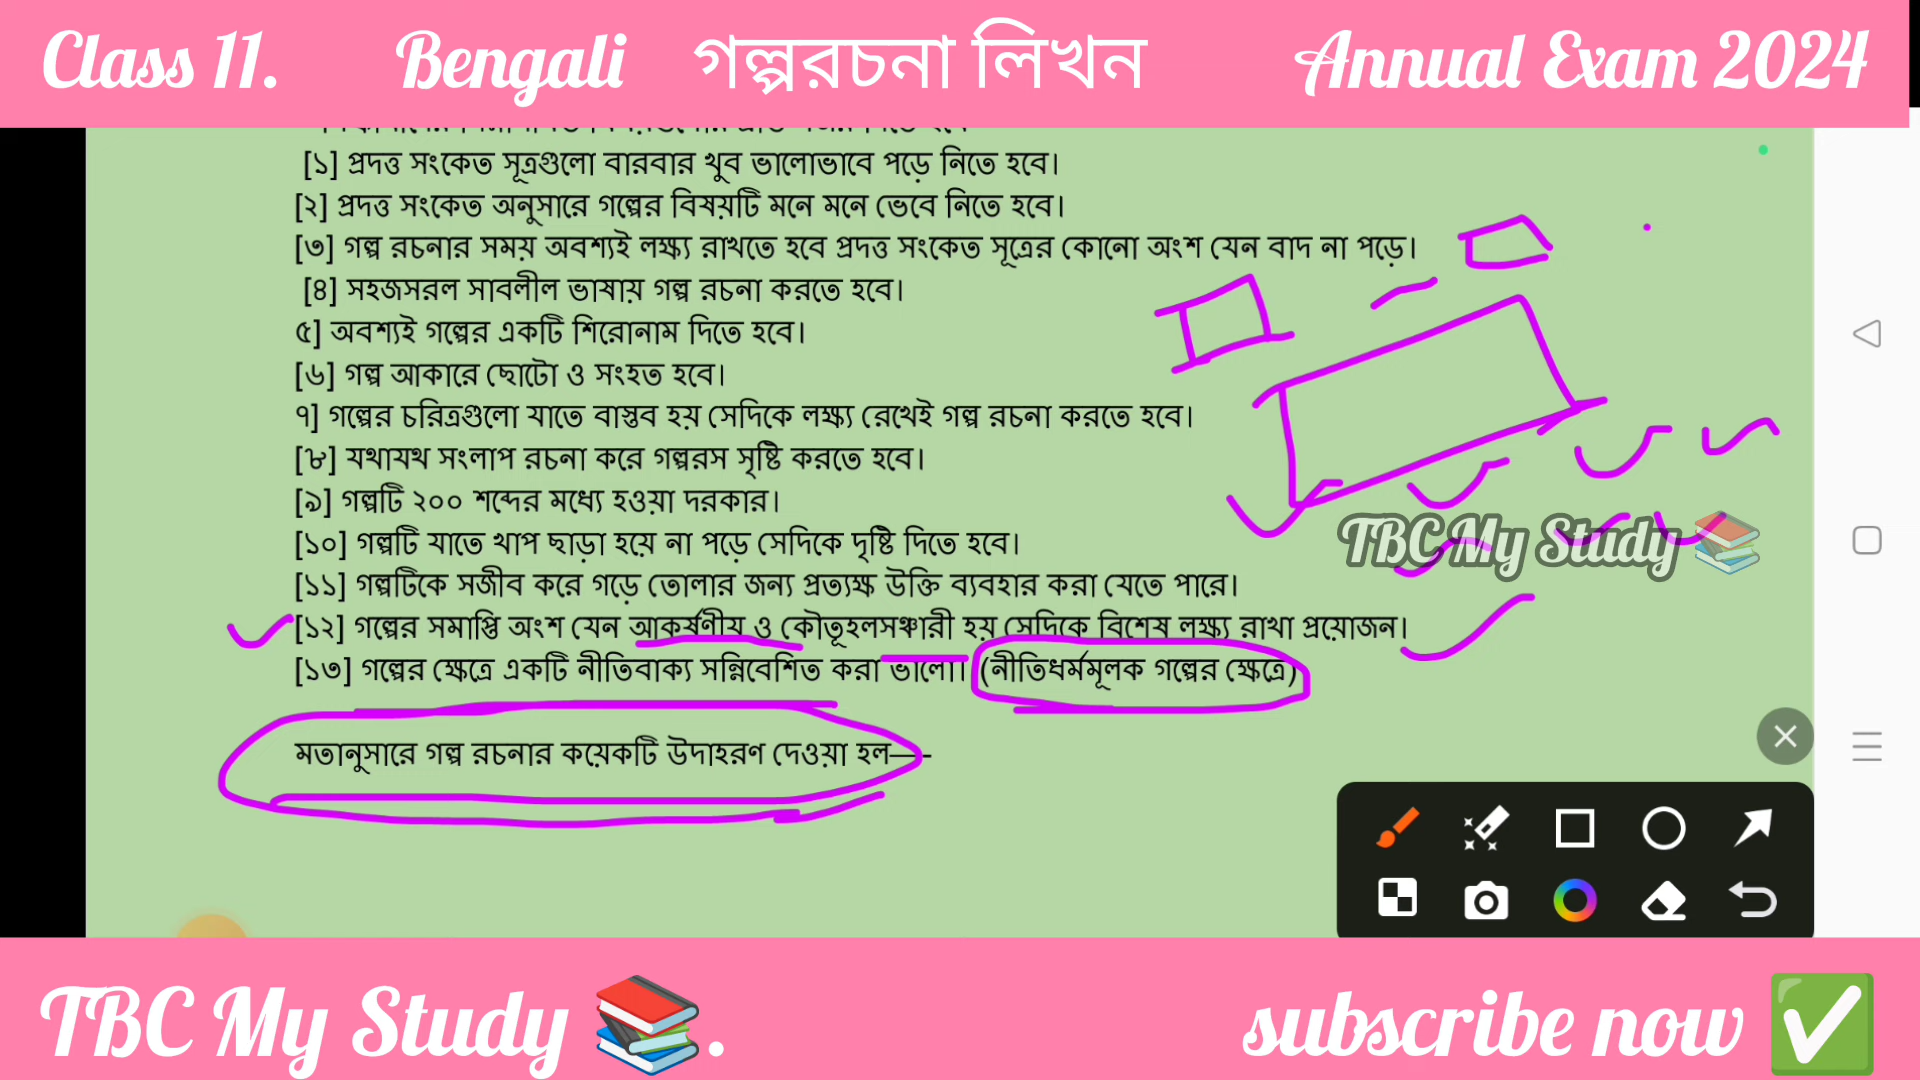 Class 11. Bengali গল্পরচনা লিখন Annual Exam 2024
[১] প্রদত্ত সংকেত সূত্রগুলো বারবার খুব ভালোভাবে পড়ে নিতে হবে।
[২] প্রদত্ত সংকেত অনুসারে গল্পের বিষয়টি মনে মনে ভেবে নিতে হবে।
[৩] গল্প রচনার সময় অবশ্যই লক্ষ্য রাখতে হবে প্রদত্ত সংকেত সূত্রের কোনো অংশ যেন বাদ না পড়ে।
[৪] সহজসরল সাবলীল ভাষায় গল্প রচনা করতে হবে।
৫] অবশ্যই গল্পের একটি শিরোনাম দিতে হবে।
[৬] গল্প আকারে ছোটো ও সংহত হবে।
৭] গল্পের চরিত্রগুলো যাতে বাস্তব হয় সেদিকে লক্ষ্য রেখেই গল্প রচনা করতে হবে।
[৮] যথাযথ সংলাপ রচনা করে গল্পরস সৃষ্টি করতে হবে।
[৯] গল্পটি ২০০ শব্দের মধ্যে হওয়া দরকার।
[১০] গল্পটি যাতে খাপ ছাড়া হয়ে না পড়ে সেদিকে দৃষ্টি দিতে হবে।
TBC My Study
[১১] গল্পটিকে সজীব করে গড়ে তোলার জন্য প্রত্যক্ষ উক্তি ব্যবহার করা যেতে পারে।
[১২] গল্পের সমাপ্তি অংশ যেন আকর্ষণীয় ও কৌতূহলসঞ্চারী হয় সেদিকে বিশেষ লক্ষ্য রাখা প্রয়োজন।
[১৩] গল্পের ক্ষেত্রে একটি নীতিবাক্য সন্নিবেশিত করা ভালো। (নীতিধর্মমূলক গল্পের ক্ষেত্রে)
মতানুসারে গল্প রচনার কয়েকটি উদাহরণ দেওয়া হল—-
TBC My Study 📚. subscribe now ✅